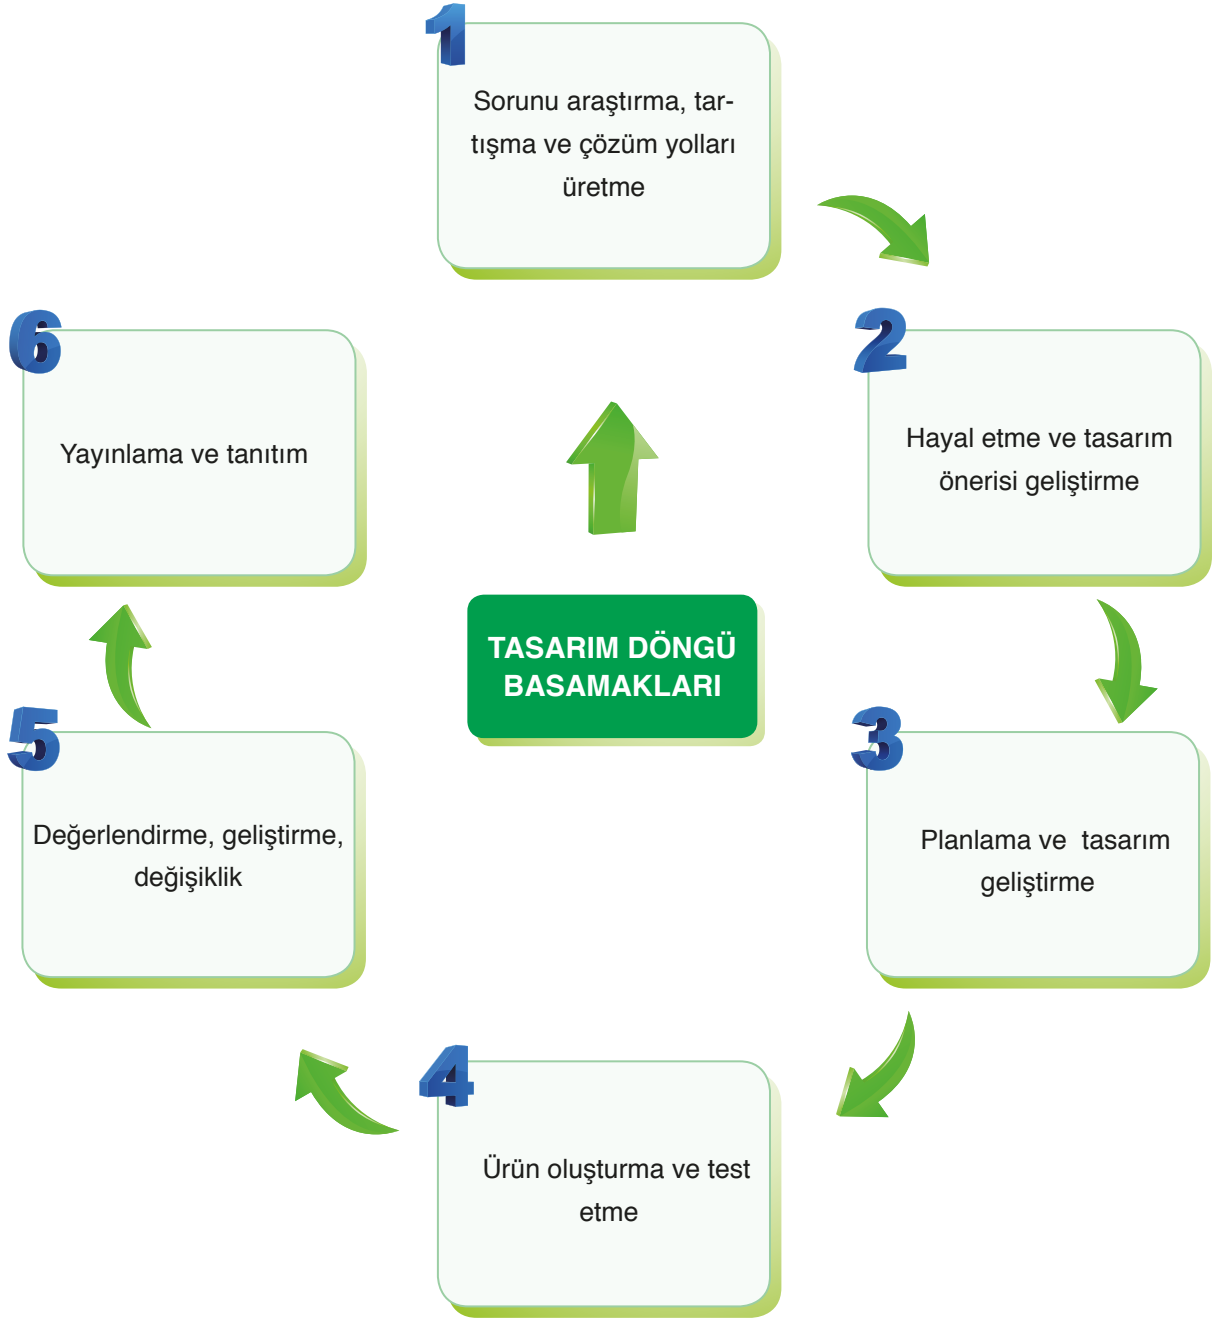 1
Sorunu araştırma, tar-
tışma ve çözüm yolları
üretme
2
Hayal etme ve tasarım
önerisi geliştirme
3
Planlama ve tasarım
geliştirme
4
Ürün oluşturma ve test
etme
5
Değerlendirme, geliştirme,
değişiklik
6
Yayınlama ve tanıtım
TASARIM DÖNGÜ
BASAMAKLARI